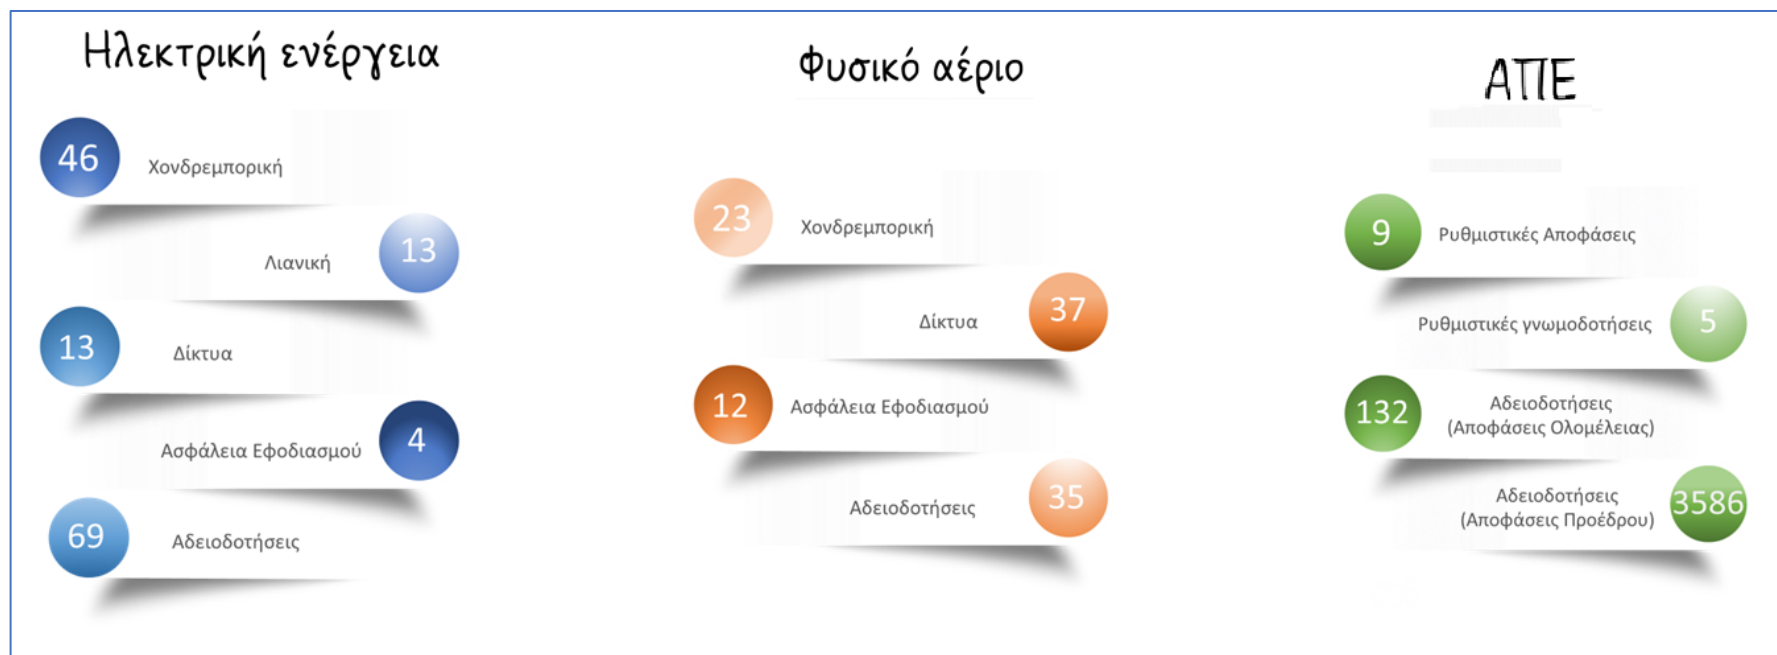 Ηλεκτρική ενέργεια
46
Χονδρεμπορική
Λιανική
13
13
Δίκτυα
Ασφάλεια Εφοδιασμού
4
69
Αδειοδοτήσεις
Φυσικό αέριο
23
Χονδρεμπορική
Δίκτυα
37
12
Ασφάλεια Εφοδιασμού
Αδειοδοτήσεις
35
ΑΠΕ
9
Ρυθμιστικές Αποφάσεις
Ρυθμιστικές γνωμοδοτήσεις
5
132
Αδειοδοτήσεις
(Αποφάσεις Ολομέλειας)
Αδειοδοτήσεις
(Αποφάσεις Προέδρου)
3586